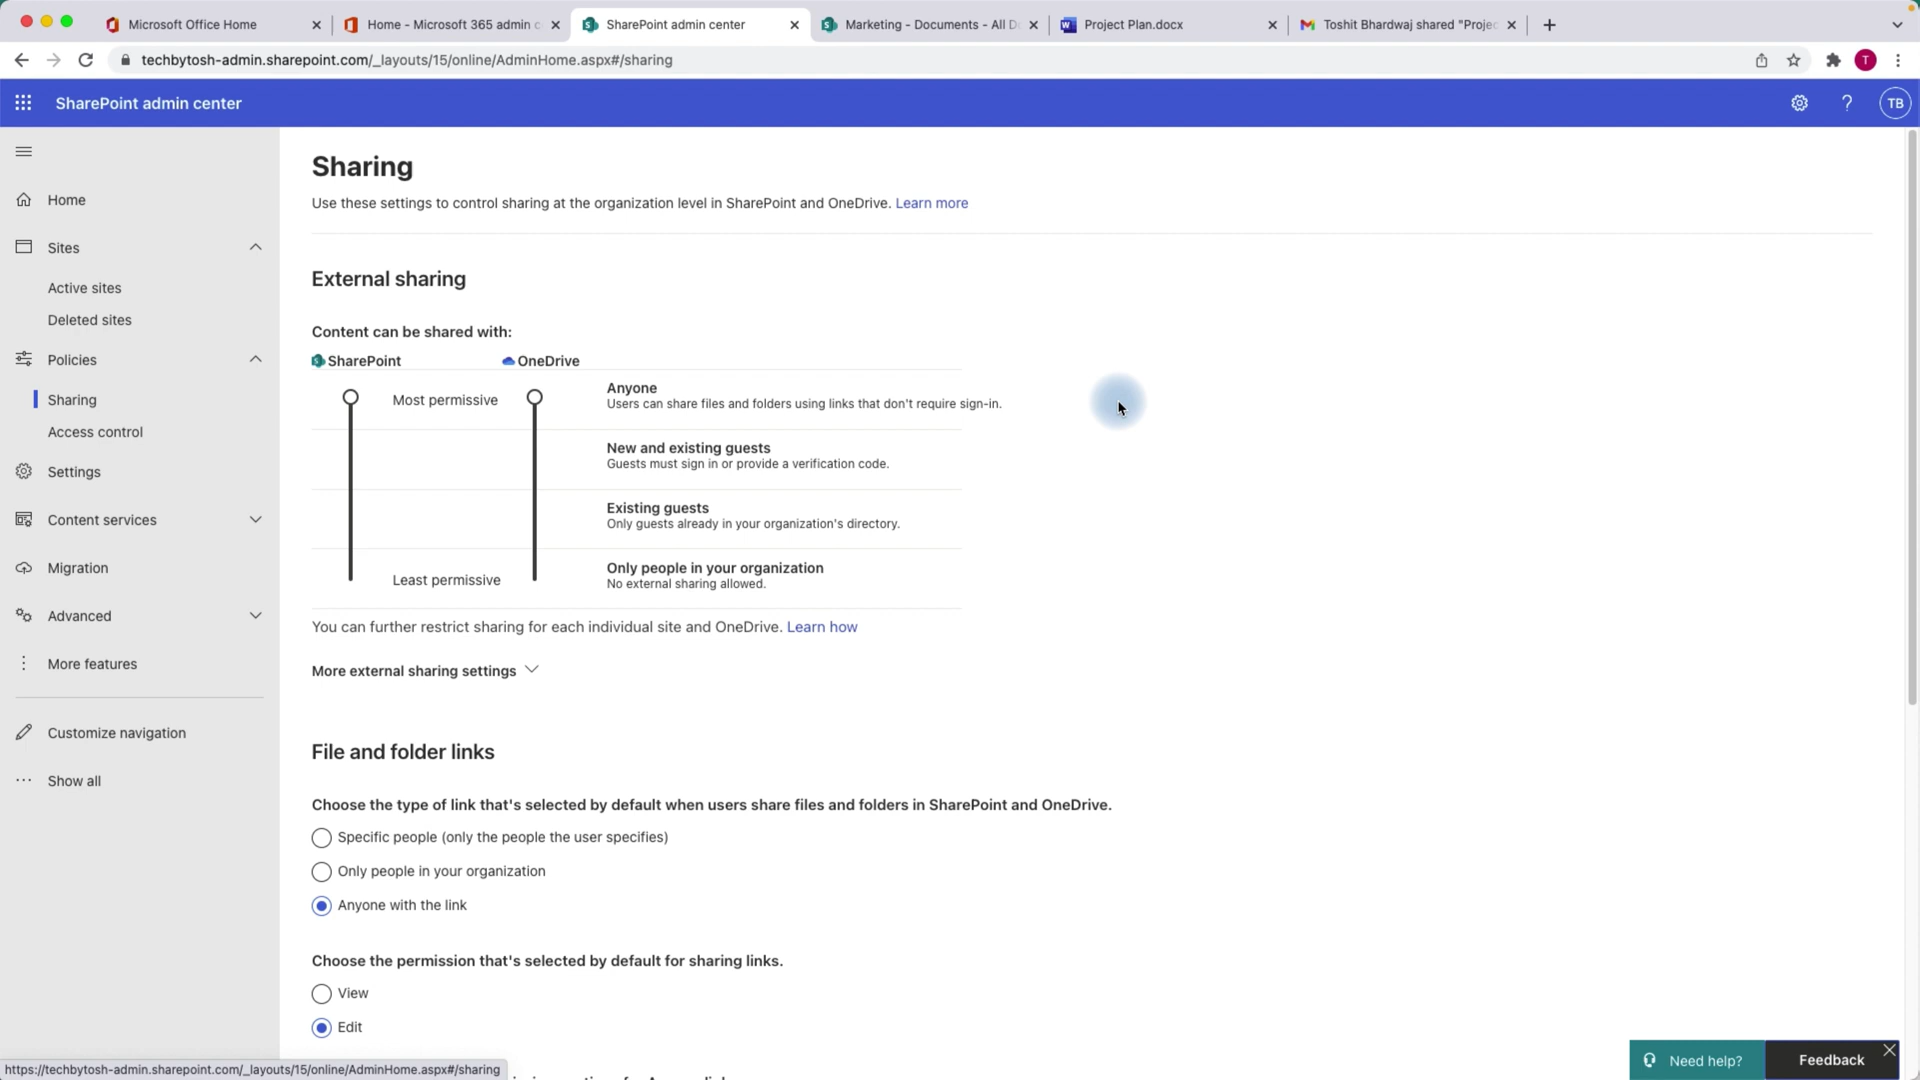 Microsoft Office Home
Home - Microsoft 365 admin c
SharePoint admin center
Marketing - Documents - All D
Project Plan.docx
Toshit Bhardwaj shared "Projec
techbytosh-admin.sharepoint.com/_layouts/15/online/AdminHome.aspx#/sharing
T
SharePoint admin center
?
TB
Home
Sites
Active sites
Deleted sites
Policies
Sharing
Access control
Settings
Content services
Migration
Advanced
More features
Customize navigation
Show all
Sharing
Use these settings to control sharing at the organization level in SharePoint and OneDrive. Learn more
External sharing
Content can be shared with:
SharePoint
OneDrive
Most permissive
Least permissive
Anyone
Users can share files and folders using links that don't require sign-in.
New and existing guests
Guests must sign in or provide a verification code.
Existing guests
Only guests already in your organization's directory.
Only people in your organization
No external sharing allowed.
You can further restrict sharing for each individual site and OneDrive. Learn how
More external sharing settings
File and folder links
Choose the type of link that's selected by default when users share files and folders in SharePoint and OneDrive.
Specific people (only the people the user specifies)
Only people in your organization
Anyone with the link
Choose the permission that's selected by default for sharing links.
View
Edit
Need help?
Feedback
https://techbytosh-admin.sharepoint.com/_layouts/15/online/AdminHome.aspx#/sharing